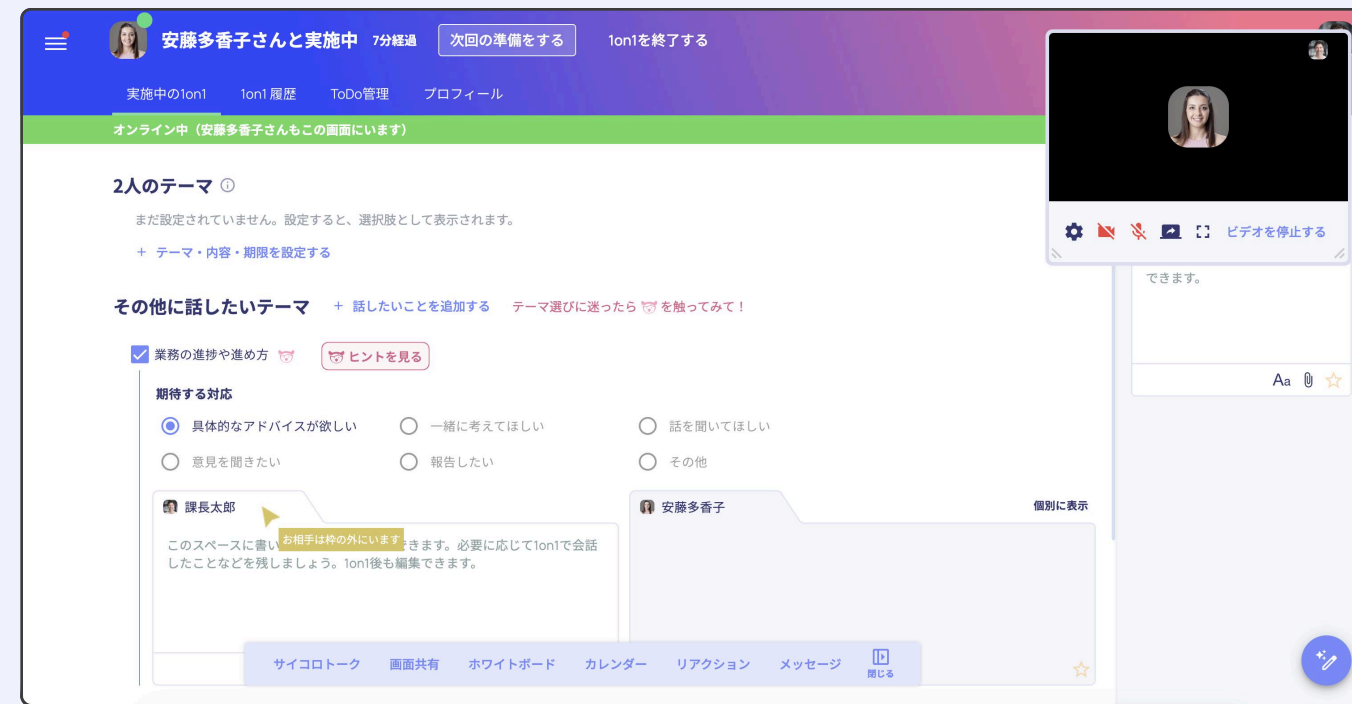 安藤多香子さんと実施中 7分経過 次回の準備をする 1on1を終了する
実施中の1on1 1on1 履歴 ToDo管理 プロフィール
オンライン中（安藤多香子さんもこの画面にいます）
2人のテーマ
まだ設定されていません。設定すると、選択肢として表示されます。
+ テーマ・内容・期限を設定する
ビデオを停止する
できます。
Aa
その他に話したいテーマ + 話したいことを追加する テーマ選びに迷ったら を触ってみて！
業務の進捗や進め方 ヒントを見る
期待する対応
具体的なアドバイスが欲しい 一緒に考えてほしい 話を聞いてほしい
意見を聞きたい 報告したい その他
課長太郎 安藤多香子 個別に表示
お相手は枠の外にいます
このスペースに書い きます。必要に応じて1on1で会話
したことなどを残しましょう。1on1後も編集できます。
サイコロトーク 画面共有 ホワイトボード カレンダー リアクション メッセージ 閉じる